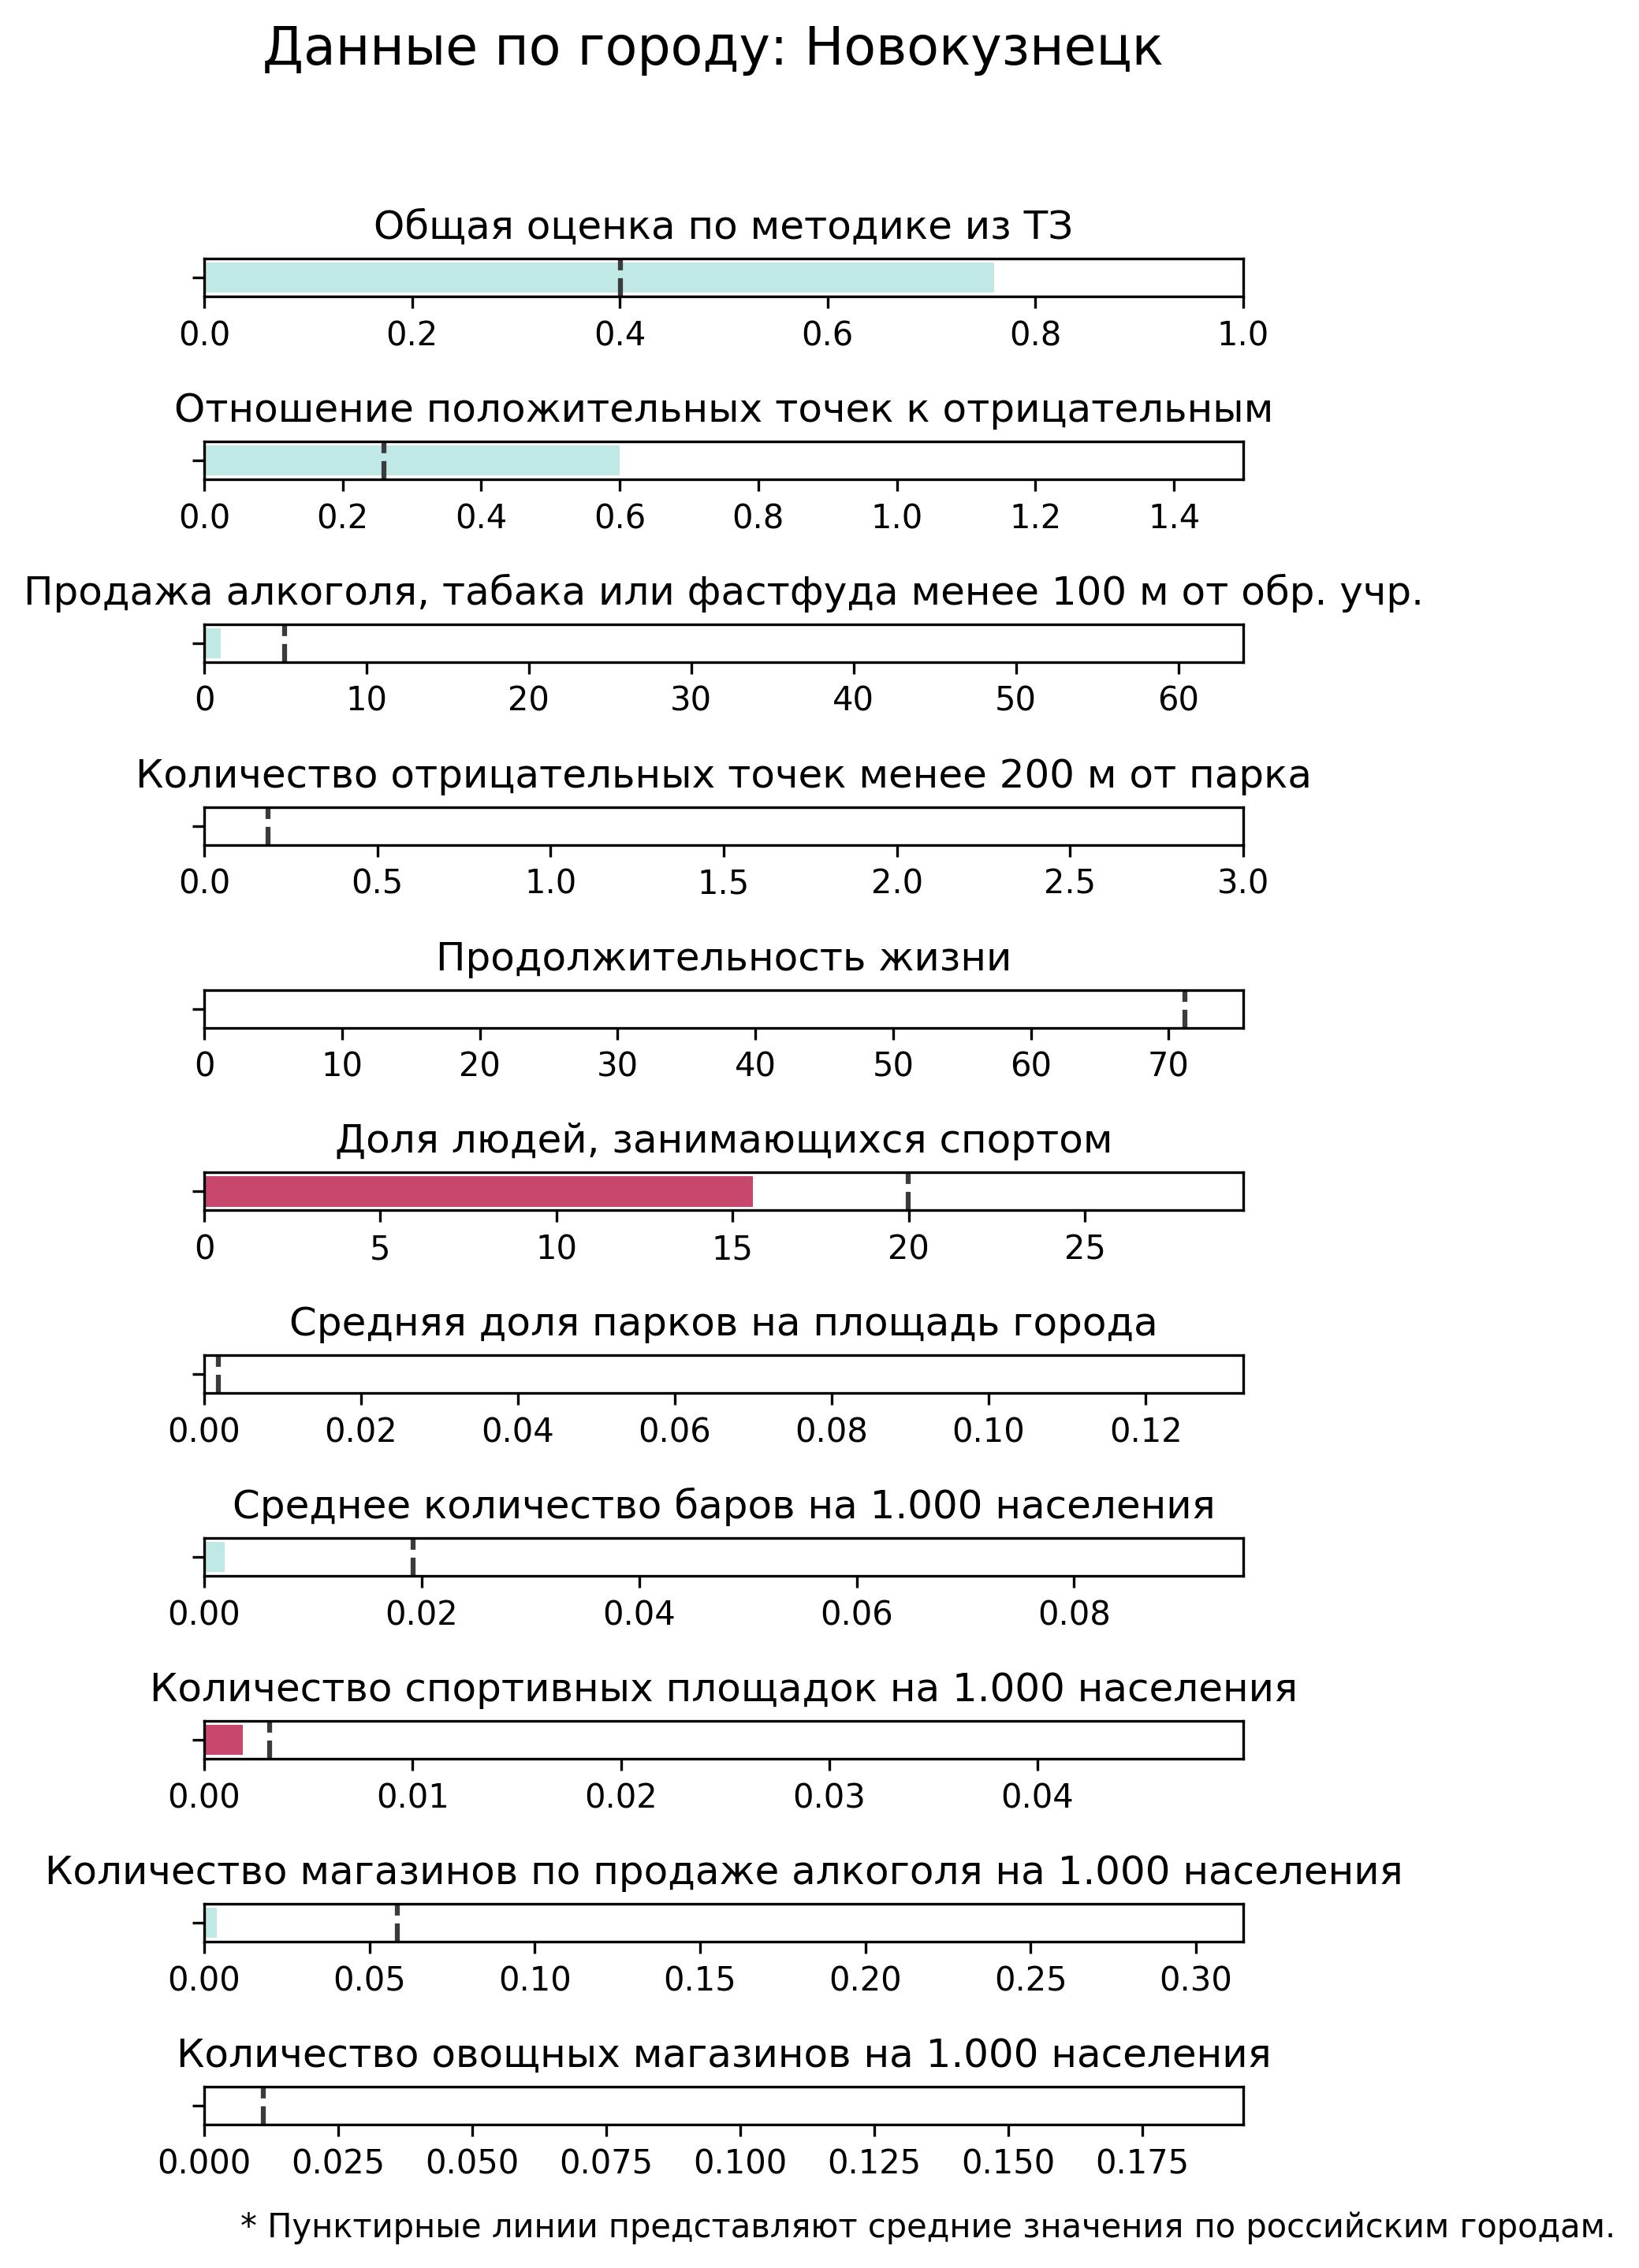 Данные по городу: Новокузнецк
Общая оценка по методике из ТЗ
0.0 0.2 0.4 0.6 0.8 1.0
Отношение положительных точек к отрицательным
0.0 0.2 0.4 0.6 0.8 1.0 1.2 1.4
Продажа алкоголя, табака или фастфуда менее 100 м от обр. учр.
0 10 20 30 40 50 60
Количество отрицательных точек менее 200 м от парка
0.0 0.5 1.0 1.5 2.0 2.5 3.0
Продолжительность жизни
0 10 20 30 40 50 60 70
Доля людей, занимающихся спортом
0 5 10 15 20 25
Средняя доля парков на площадь города
0.00 0.02 0.04 0.06 0.08 0.10 0.12
Среднее количество баров на 1.000 населения
0.00 0.02 0.04 0.06 0.08
Количество спортивных площадок на 1.000 населения
0.00 0.01 0.02 0.03 0.04
Количество магазинов по продаже алкоголя на 1.000 населения
0.00 0.05 0.10 0.15 0.20 0.25 0.30
Количество овощных магазинов на 1.000 населения
0.000 0.025 0.050 0.075 0.100 0.125 0.150 0.175
* Пунктирные линии представляют средние значения по российским городам.